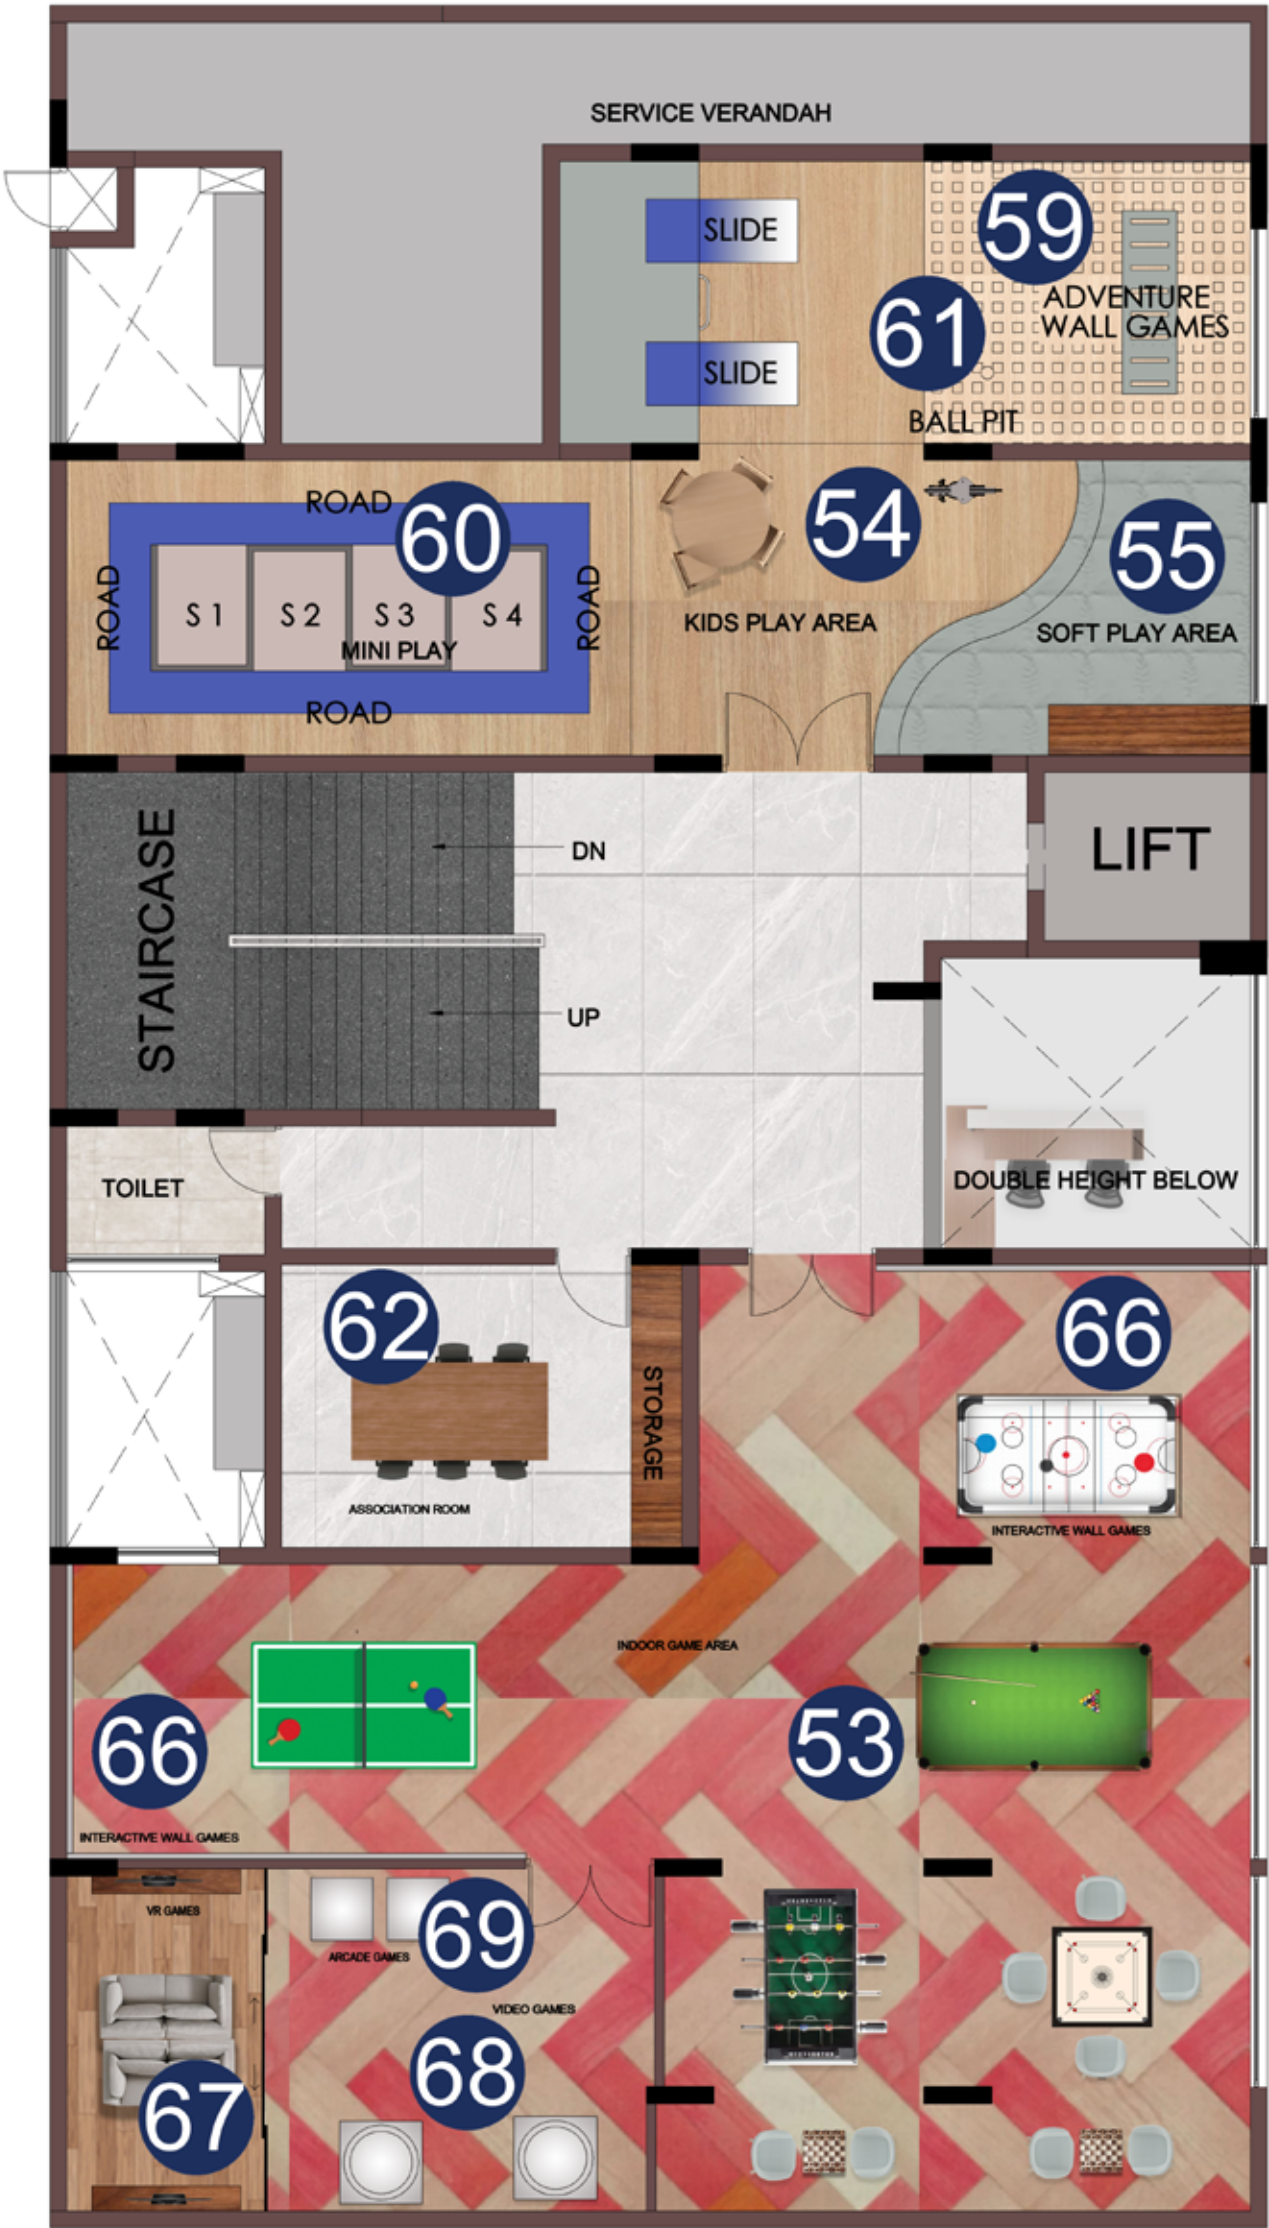 SERVICE VERANDAH
SLIDE
59
ADVENTURE
WALL GAMES
61
SLIDE
BALL PIT
ROAD
60
54
55
ROAD
S 1
S 2
S 3
S 4
ROAD
MINI PLAY
KIDS PLAY AREA
SOFT PLAY AREA
ROAD
STAIRCASE
DN
LIFT
UP
TOILET
DOUBLE HEIGHT BELOW
62
66
STORAGE
ASSOCIATION ROOM
INTERACTIVE WALL GAMES
INDOOR GAME AREA
66
53
INTERACTIVE WALL GAMES
VR GAMES
69
ARCADE GAMES
VIDEO GAMES
68
67